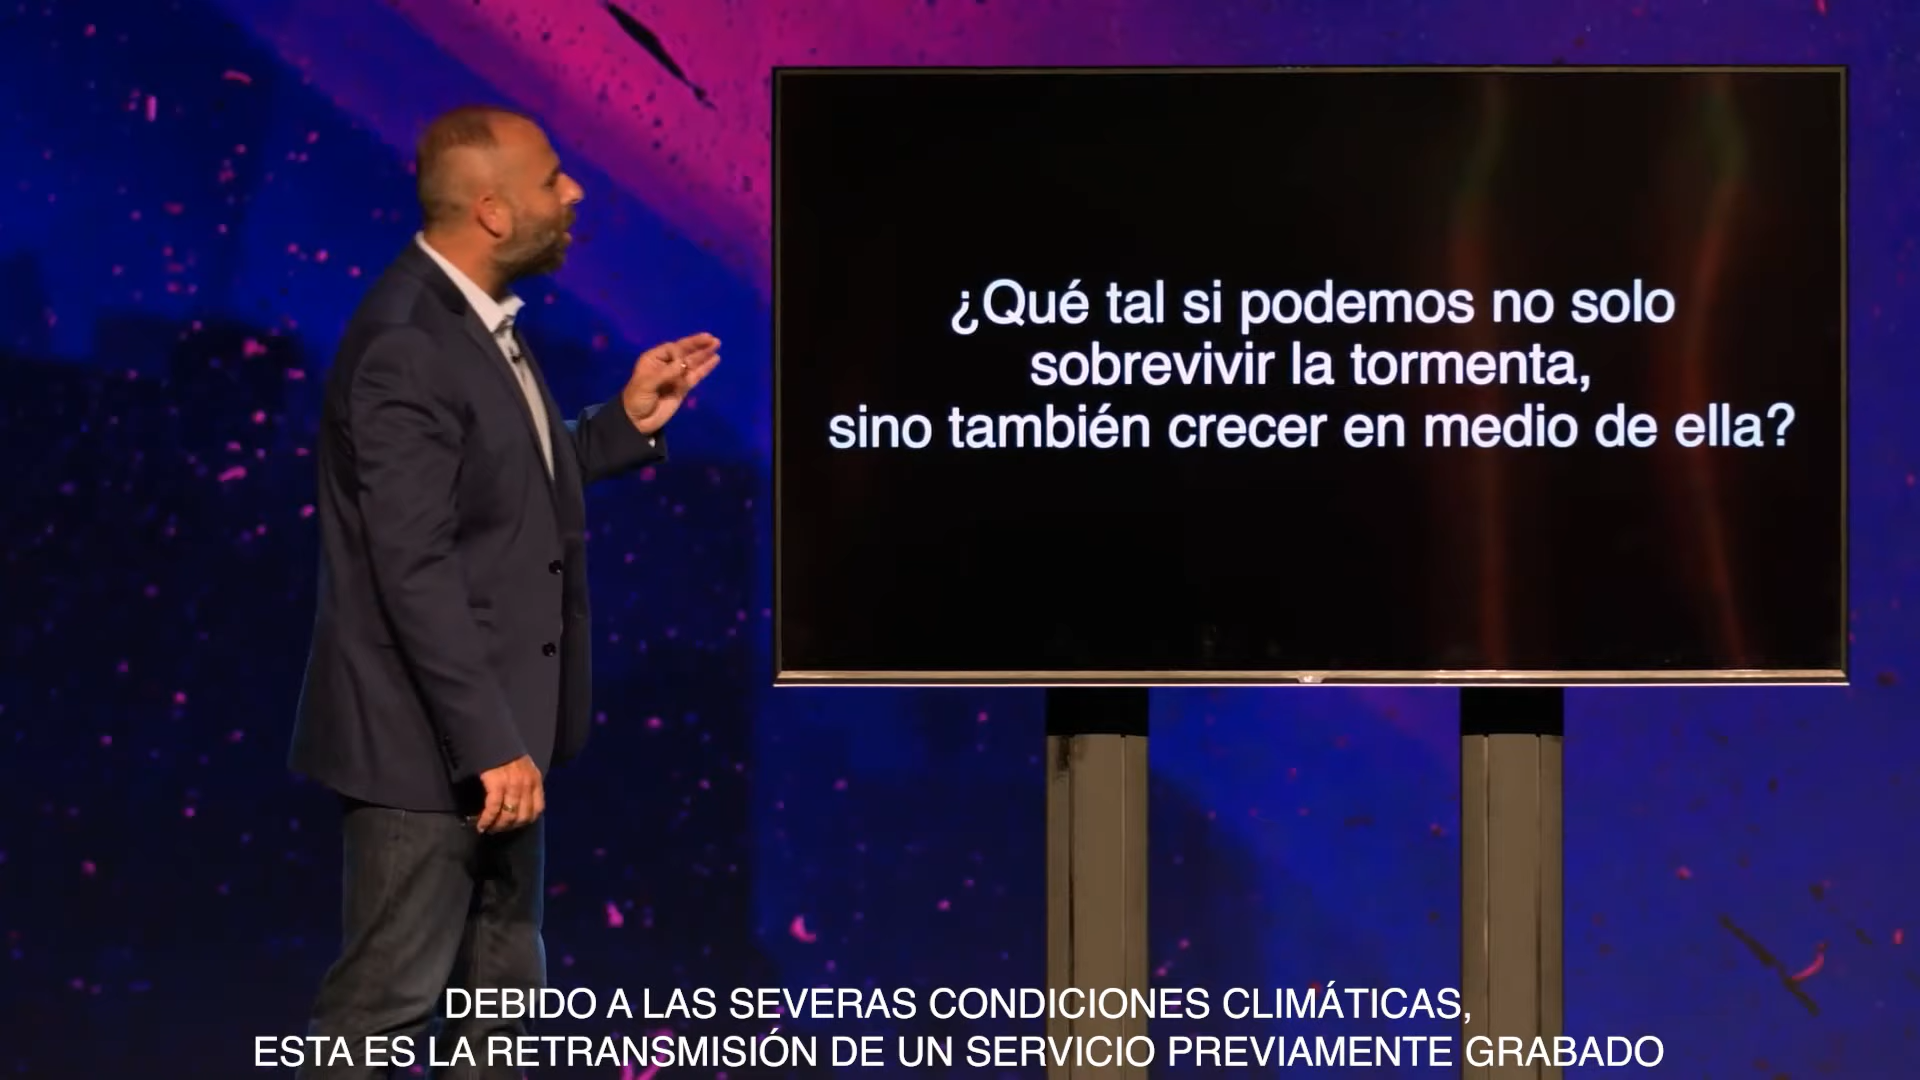 ¿Qué tal si podemos no solo
sobrevivir la tormenta,
sino también crecer en medio de ella?
DEBIDO A LAS SEVERAS CONDICIONES CLIMÁTICAS,
ESTA ES LA RETRANSMISIÓN DE UN SERVICIO PREVIAMENTE GRABADO